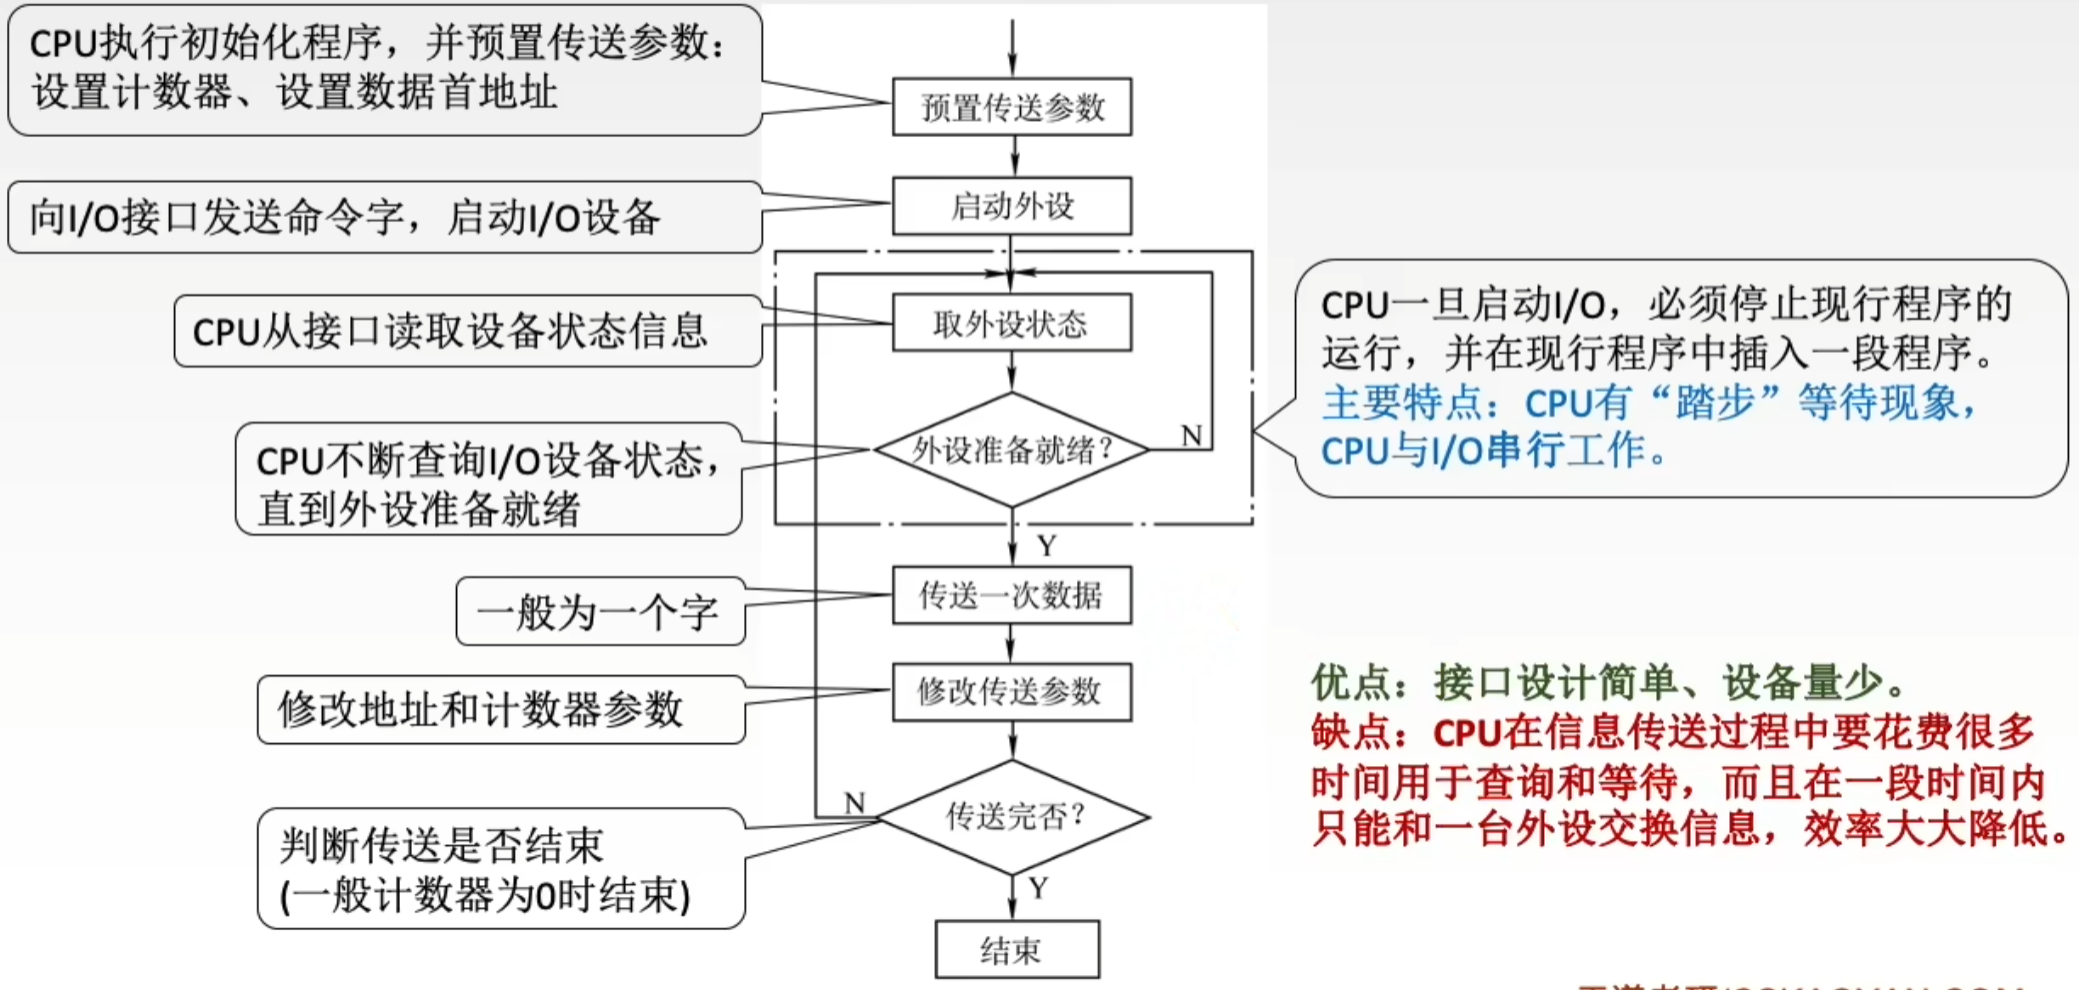 CPU执行初始化程序，并预置传送参数：
设置计数器、设置数据首地址
预置传送参数
向I/O接口发送命令字，启动I/O设备
启动外设
CPU从接口读取设备状态信息
取外设状态
CPU一旦启动I/O，必须停止现行程序的
运行，并在现行程序中插入一段程序。
主要特点：CPU有“踏步”等待现象，
CPU与I/O串行工作。
CPU不断查询I/O设备状态，
直到外设准备就绪
外设准备就绪？
N
Y
一般为一个字
传送一次数据
修改地址和计数器参数
修改传送参数
优点：接口设计简单、设备量少。
缺点：CPU在信息传送过程中要花费很多
时间用于查询和等待，而且在一段时间内
只能和一台外设交换信息，效率大大降低。
判断传送是否结束
(一般计数器为0时结束)
N
传送完否？
Y
结束